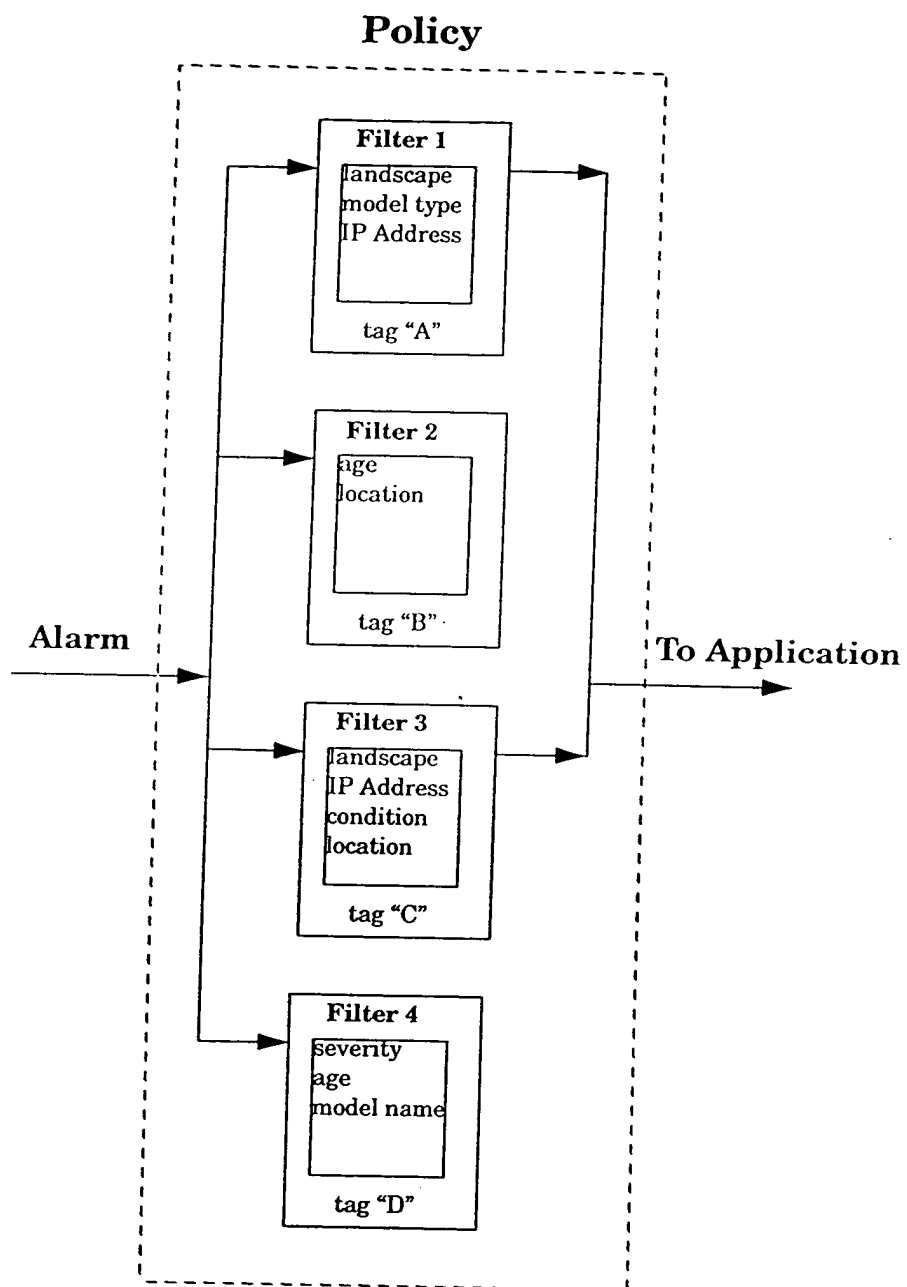 Policy
Filter 1
landscape
model type
IP Address
tag “A”
Filter 2
age
location
tag “B”
Alarm
To Application
Filter 3
landscape
IP Address
condition
location
tag “C”
Filter 4
severity
age
model name
tag “D”